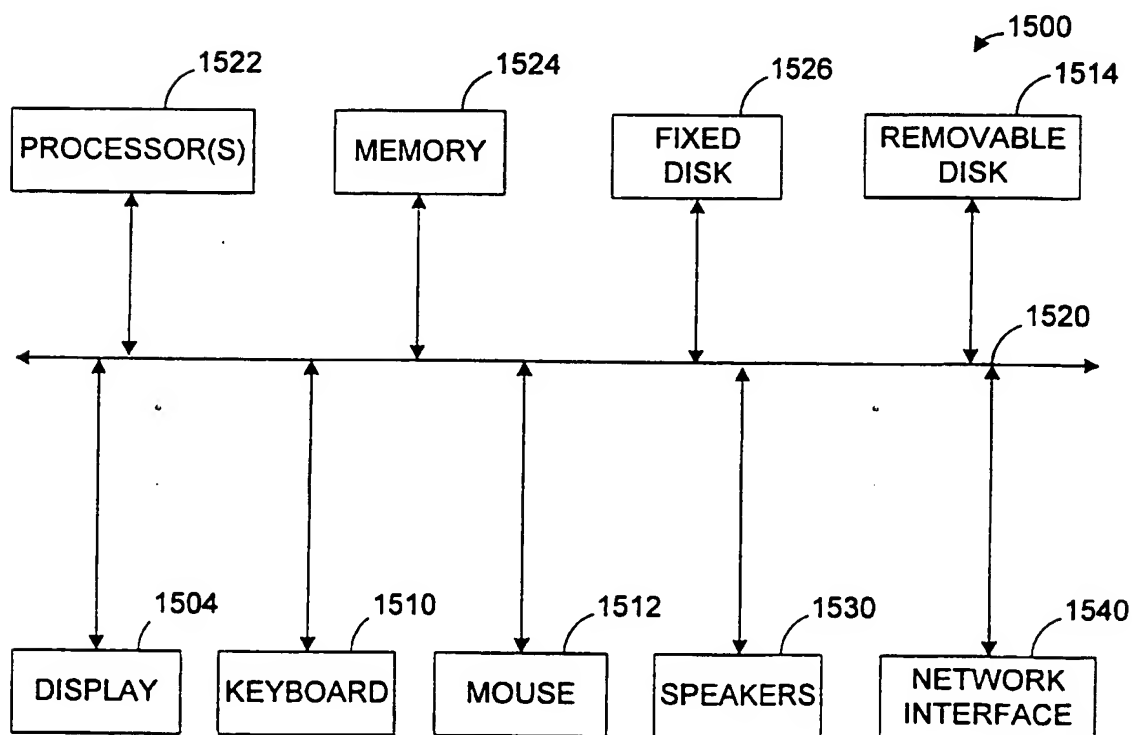 1500
1522
1524
1526
1514
PROCESSOR(S)
MEMORY
FIXED
DISK
REMOVABLE
DISK
1520
1504
1510
1512
1530
1540
DISPLAY
KEYBOARD
MOUSE
SPEAKERS
NETWORK
INTERFACE